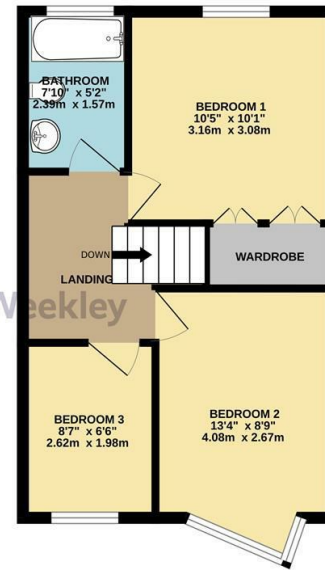 BATHROOM
7'10" x 5'2"
2.39m x 1.57m
BEDROOM 1
10'5" x 10'1"
3.16m x 3.08m
DOWN
WARDROBE
LANDING
Weekley
BEDROOM 3
8'7" x 6'6"
2.62m x 1.98m
BEDROOM 2
13'4" x 8'9"
4.08m x 2.67m